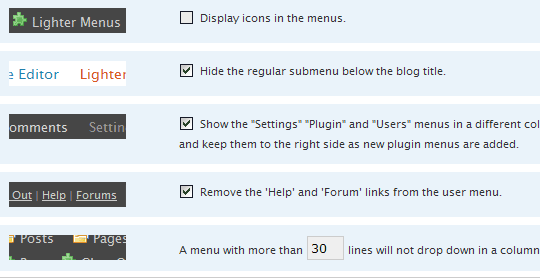 Lighter Menus
Display icons in the menus.
e Editor Lighter
Hide the regular submenu below the blog title.
omments Settin
Show the "Settings" "Plugin" and "Users" menus in a different col
and keep them to the right side as new plugin menus are added.
Out | Help | Forums
Remove the 'Help' and 'Forum' links from the user menu.
Posts Pages
A menu with more than 30 lines will not drop down in a column